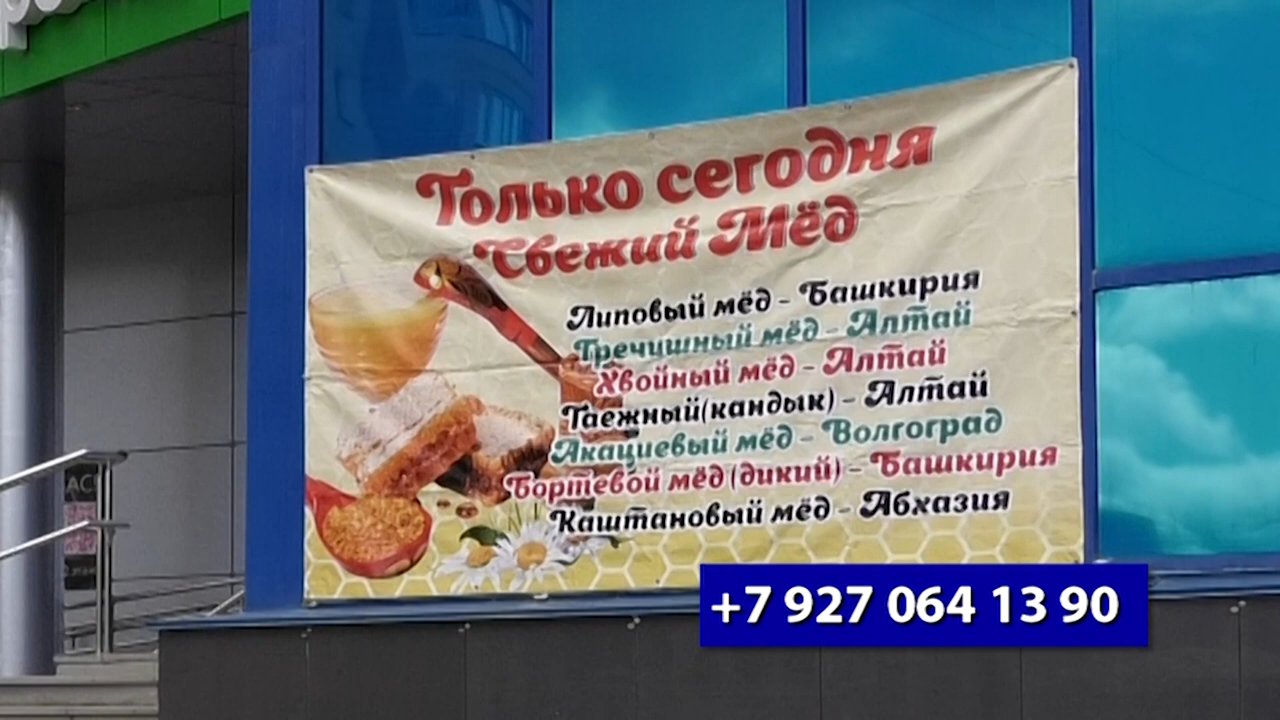 Только сегодня
Свежий Мёд
Липовый мёд - Башкирия
Гречишный мёд - Алтай
Хвойный мёд - Алтай
Таежный(кандык) - Алтай
Акациевый мёд - Волгоград
Бортевой мёд (дикий) - Башкирия
Каштановый мёд - Абхазия
+7 927 064 13 90